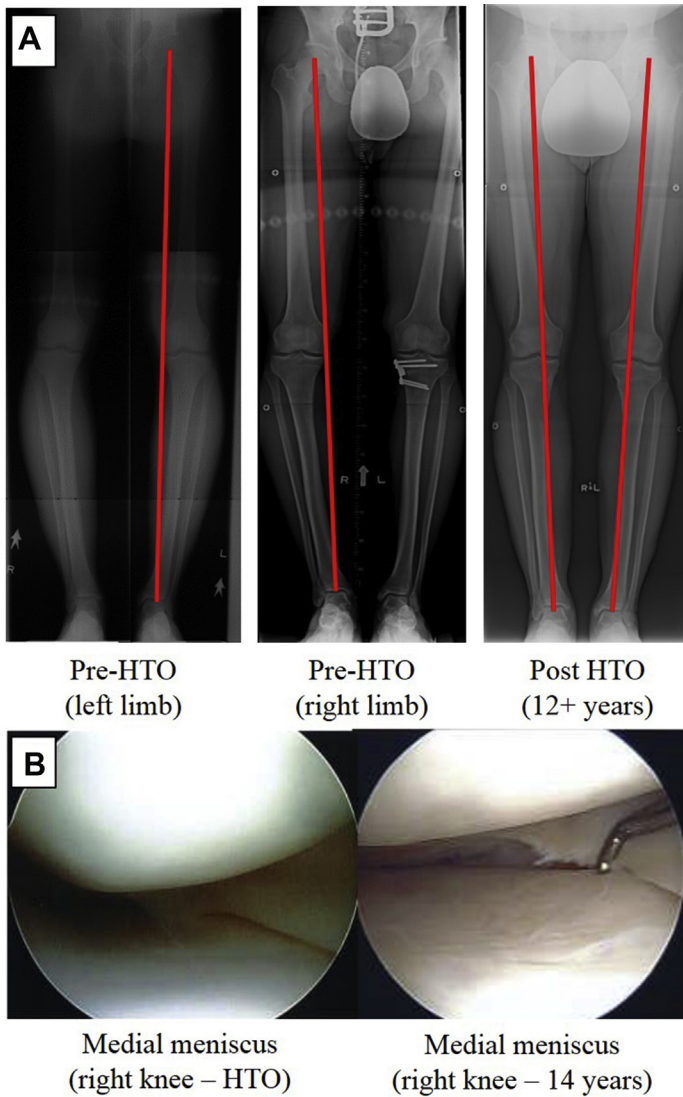 A
R
L
R
L
R L
Pre-HTO
(left limb)
Pre-HTO
(right limb)
Post HTO
(12+ years)
B
Medial meniscus
(right knee – HTO)
Medial meniscus
(right knee – 14 years)